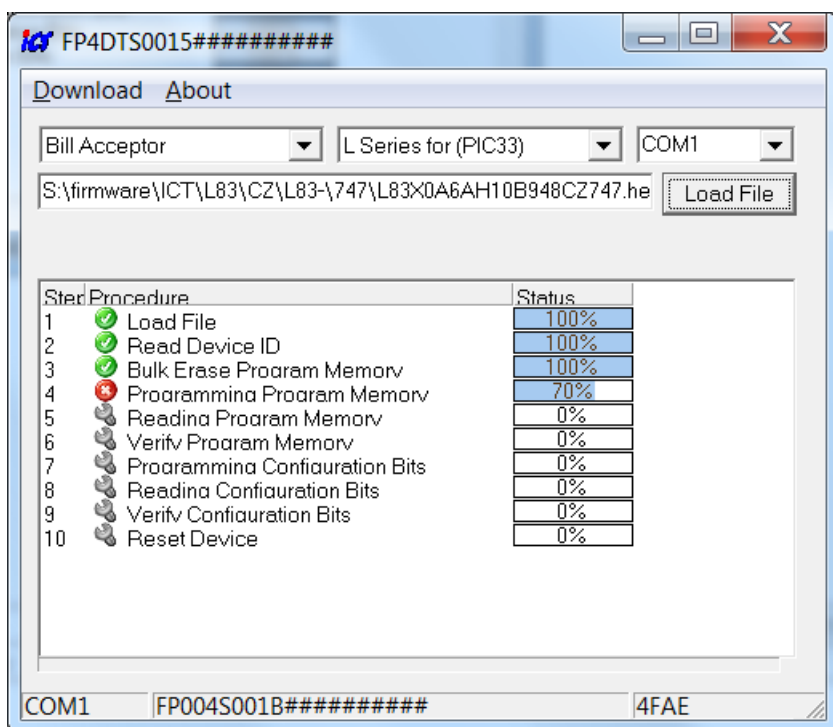 ICT FP4DTS0015##########
Download About
Bill Acceptor L Series for (PIC33) COM1
S:\firmware\ICT\L83\CZ\L83-\747\L83X0A6AH10B948CZ747.he Load File
Step Procedure Status
1 Load File 100%
2 Read Device ID 100%
3 Bulk Erase Program Memory 100%
4 Programming Program Memory 70%
5 Reading Program Memory 0%
6 Verify Program Memory 0%
7 Programming Configuration Bits 0%
8 Reading Configuration Bits 0%
9 Verify Configuration Bits 0%
10 Reset Device 0%
COM1 FP004S001B########## 4FAE